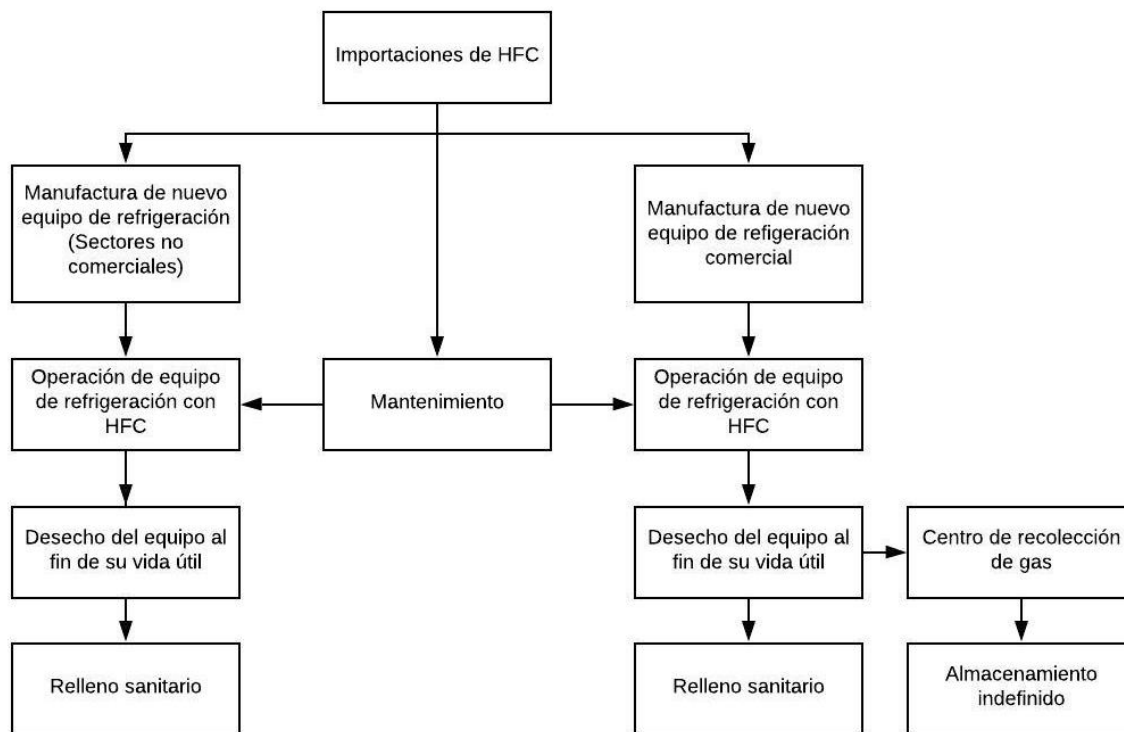 Importaciones de HFC
Manufactura de nuevo
equipo de refrigeración
(Sectores no
comerciales)
Manufactura de nuevo
equipo de refigeración
comercial
Operación de equipo
de refrigeración con
HFC
Mantenimiento
Operación de equipo
de refrigeración con
HFC
Desecho del equipo al
fin de su vida útil
Desecho del equipo al
fin de su vida útil
Centro de recolección
de gas
Relleno sanitario
Relleno sanitario
Almacenamiento
indefinido